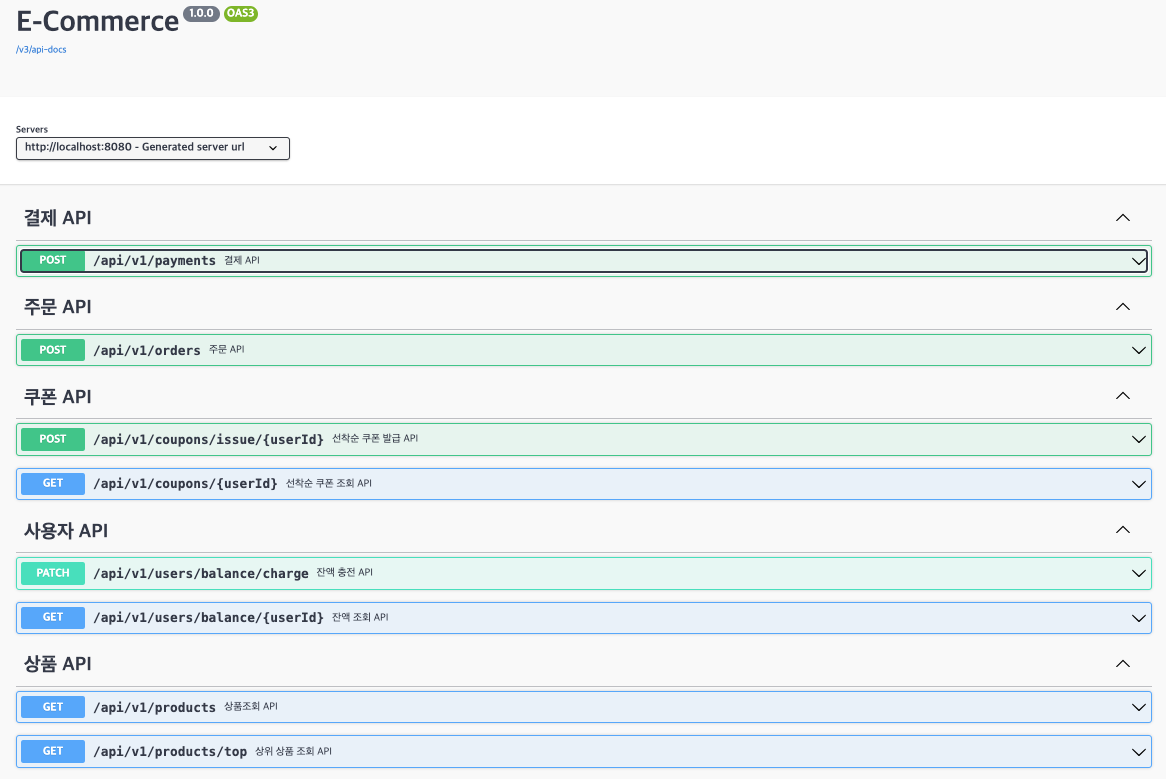 E-Commerce 1.0.0 OAS3
/v3/api-docs
Servers
http://localhost:8080 - Generated server url
결제 API
POST /api/v1/payments 결제 API
주문 API
POST /api/v1/orders 주문 API
쿠폰 API
POST /api/v1/coupons/issue/{userId} 선착순 쿠폰 발급 API
GET /api/v1/coupons/{userId} 선착순 쿠폰 조회 API
사용자 API
PATCH /api/v1/users/balance/charge 잔액 충전 API
GET /api/v1/users/balance/{userId} 잔액 조회 API
상품 API
GET /api/v1/products 상품조회 API
GET /api/v1/products/top 상위 상품 조회 API